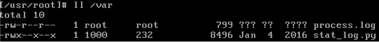 [/usr/root]# ll /var
total 10
-rw-r--r-- 1 root root 799 ??? ?? ???? process.log
-rwx--x--x 1 1000 232 8496 Jan 4 2016 stat_log.py